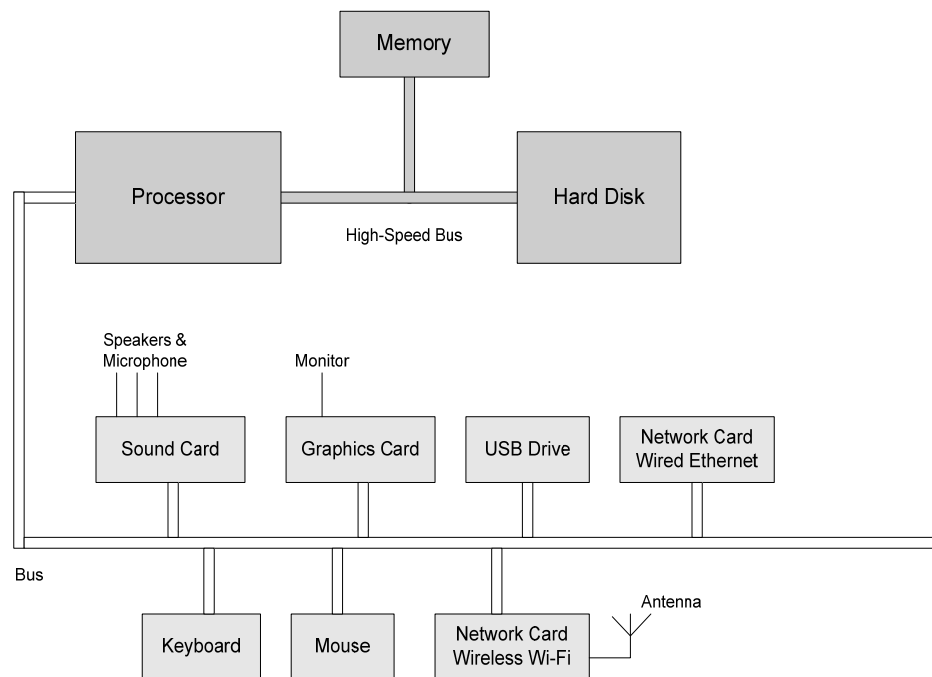 Memory
Processor
Hard Disk
High-Speed Bus
Speakers &
Microphone
Monitor
Sound Card
Graphics Card
USB Drive
Network Card
Wired Ethernet
Bus
Antenna
Keyboard
Mouse
Network Card
Wireless Wi-Fi